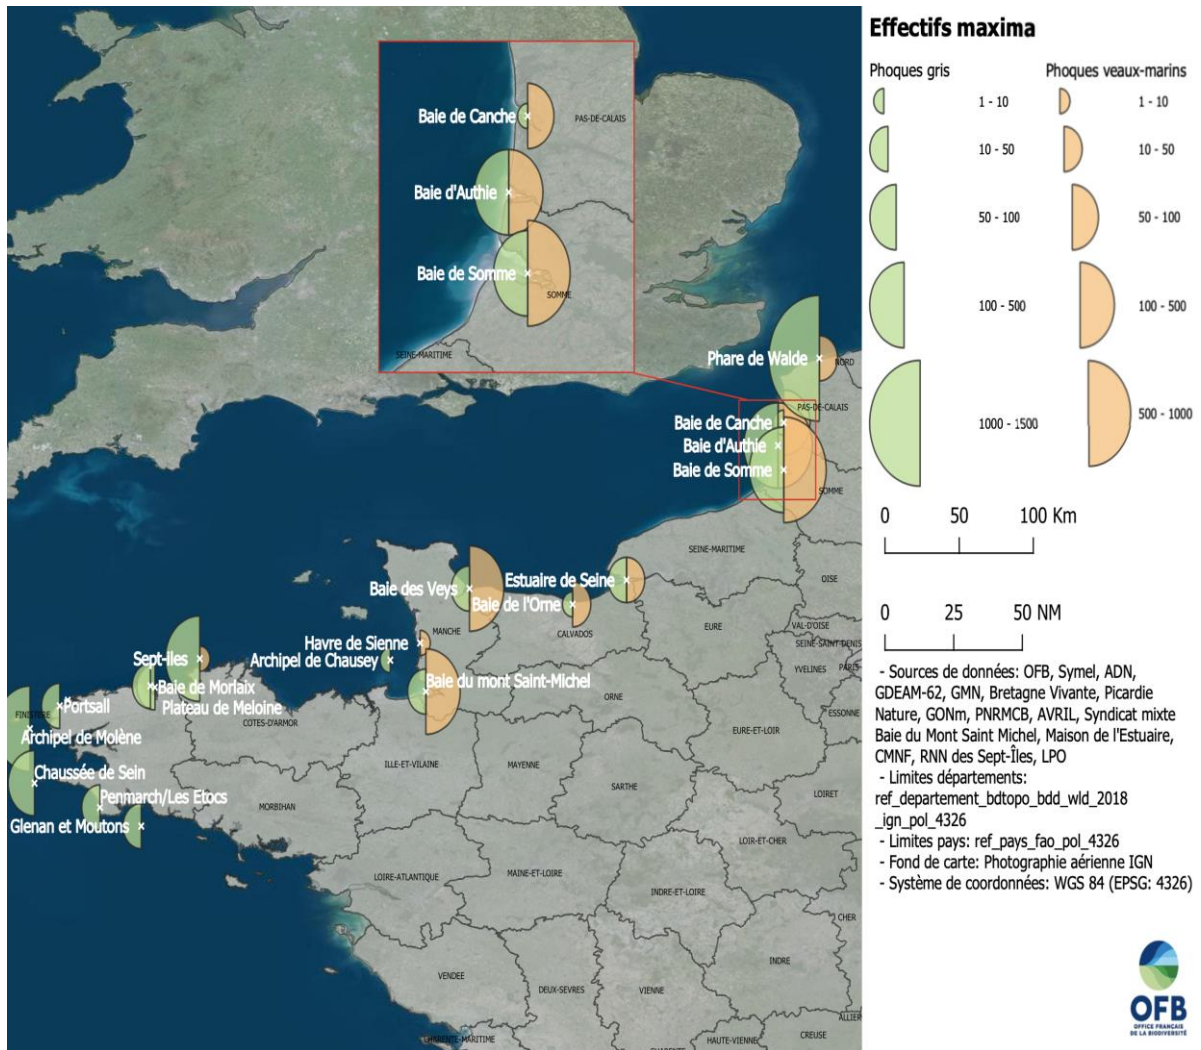 Effectifs maxima
Phoques gris
Phoques veaux-marins
1 - 10
1 - 10
10 - 50
10 - 50
50 - 100
50 - 100
100 - 500
100 - 500
1000 - 1500
500 - 1000
0 50 100 Km
0 25 50 NM
- Sources de données: OFB, Symel, ADN,
GDEAM-62, GMN, Bretagne Vivante, Picardie
Nature, GONm, PNRMCB, AVRIL, Syndicat mixte
Baie du Mont Saint Michel, Maison de l'Estuaire,
CMNF, RNN des Sept-Îles, LPO
- Limites départements:
ref_departement_bdtopo_bdd_wld_2018
_ign_pol_4326
- Limites pays: ref_pays_fao_pol_4326
- Fond de carte: Photographie aérienne IGN
- Système de coordonnées: WGS 84 (EPSG: 4326)
OFB
OFFICE FRANÇAIS
DE LA BIODIVERSITÉ
Baie de Canche
PAS-DE-CALAIS
Baie d'Authie
Baie de Somme
SOMME
SEINE-MARITIME
Phare de Walde
NORD
PAS-DE-CALAIS
Baie de Canche
Baie d'Authie
Baie de Somme
SOMME
SEINE-MARITIME
OISE
Estuaire de Seine
Baie des Veys
Baie de l'Orne
MANCHE
CALVADOS
EURE
VAL-D'OISE
SEINE-SAINT-DENIS
YVELINES
PARIS
Havre de Sienne
Archipel de Chausey
Sept-iles
Baie du mont Saint-Michel
Baie de Morlaix
Plateau de Meloine
ORNE
ESSONNE
Portsall
FINISTERE
COTES-D'ARMOR
EURE-ET-LOIR
Archipel de Molène
ILLE-ET-VILAINE
MAYENNE
Chaussée de Sein
SARTHE
LOIRET
Penmarch/Les Etocs
MORBIHAN
Glenan et Moutons
LOIR-ET-CHER
LOIRE-ATLANTIQUE
MAINE-ET-LOIRE
INDRE-ET-LOIRE
CHER
INDRE
VENDEE
DEUX-SEVRES
VIENNE
ALLIER
CHARENTE-MARITIME
CHARENTE
HAUTE-VIENNE
CREUSE